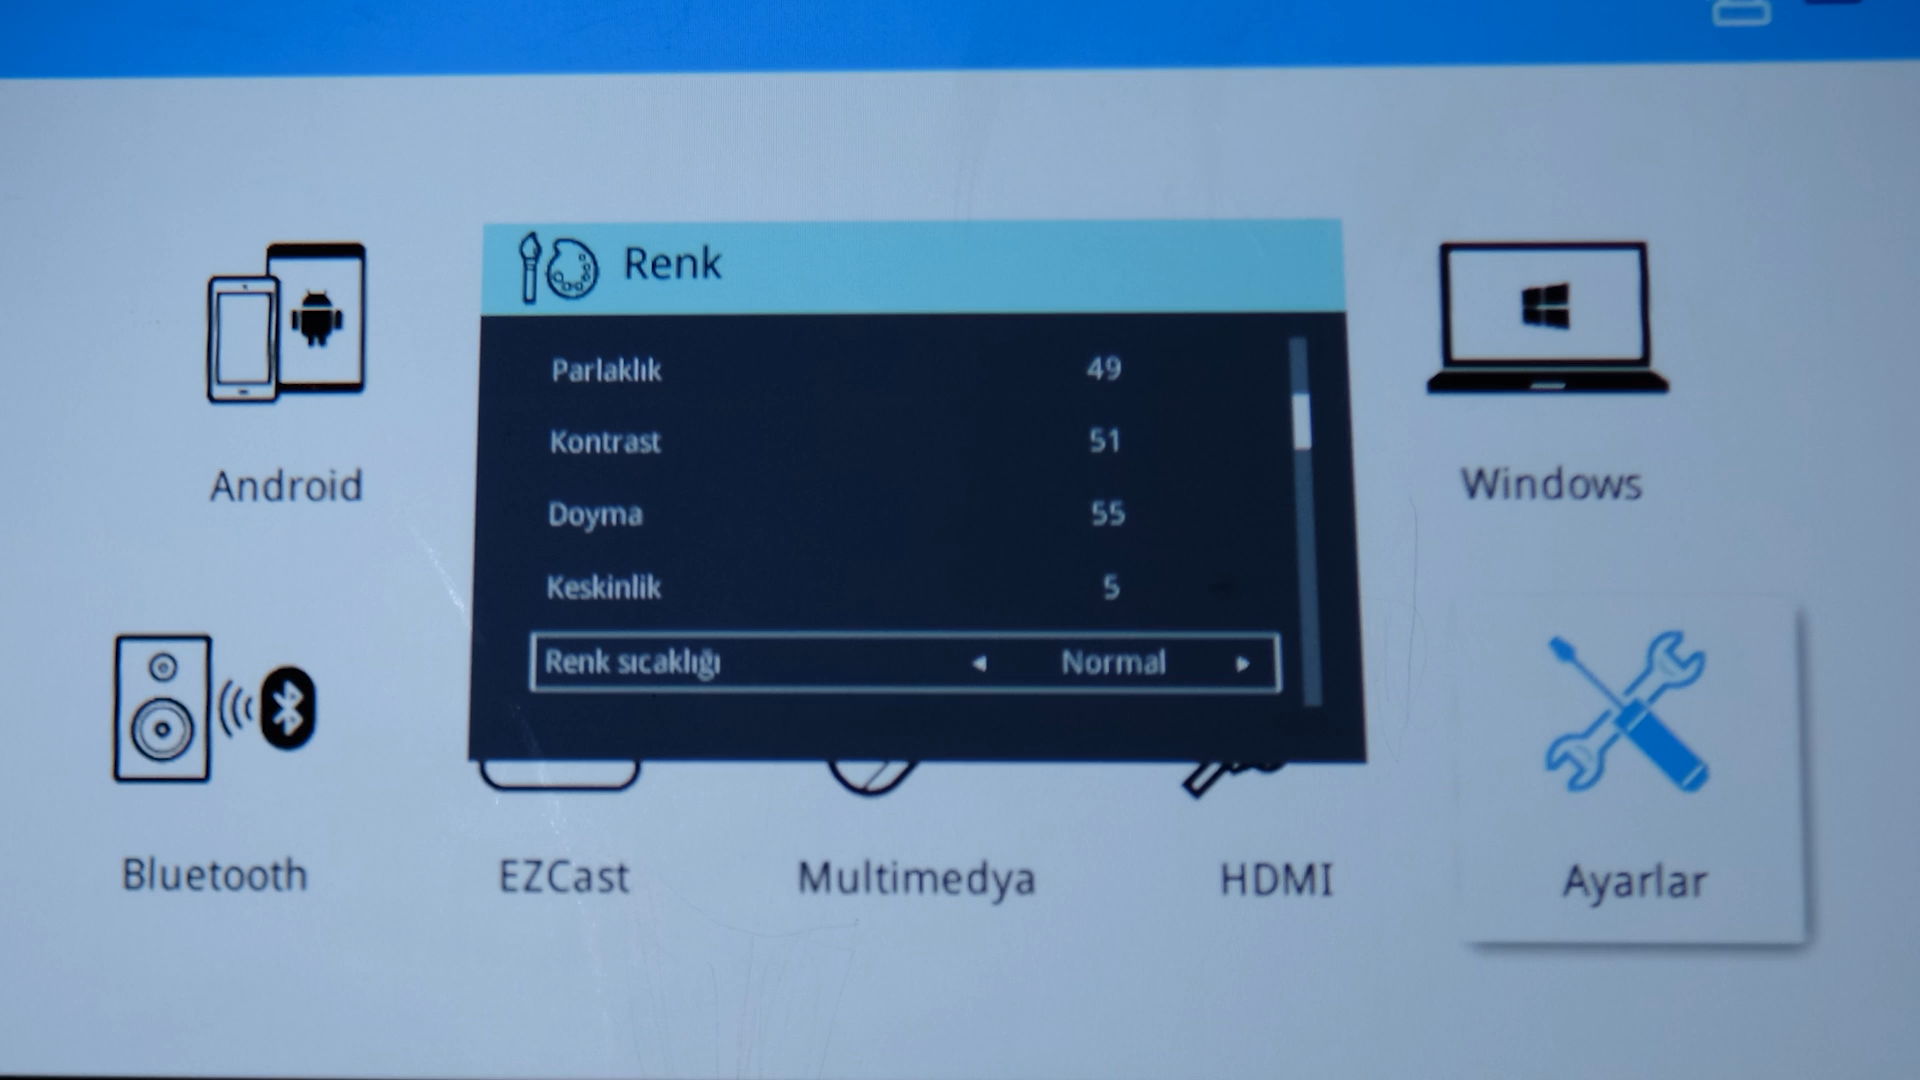 Renk
Parlaklık 49
Kontrast 51
Doyma 55
Keskinlik 5
Renk sıcaklığı Normal
Android
Windows
Bluetooth
EZCast
Multimedya
HDMI
Ayarlar